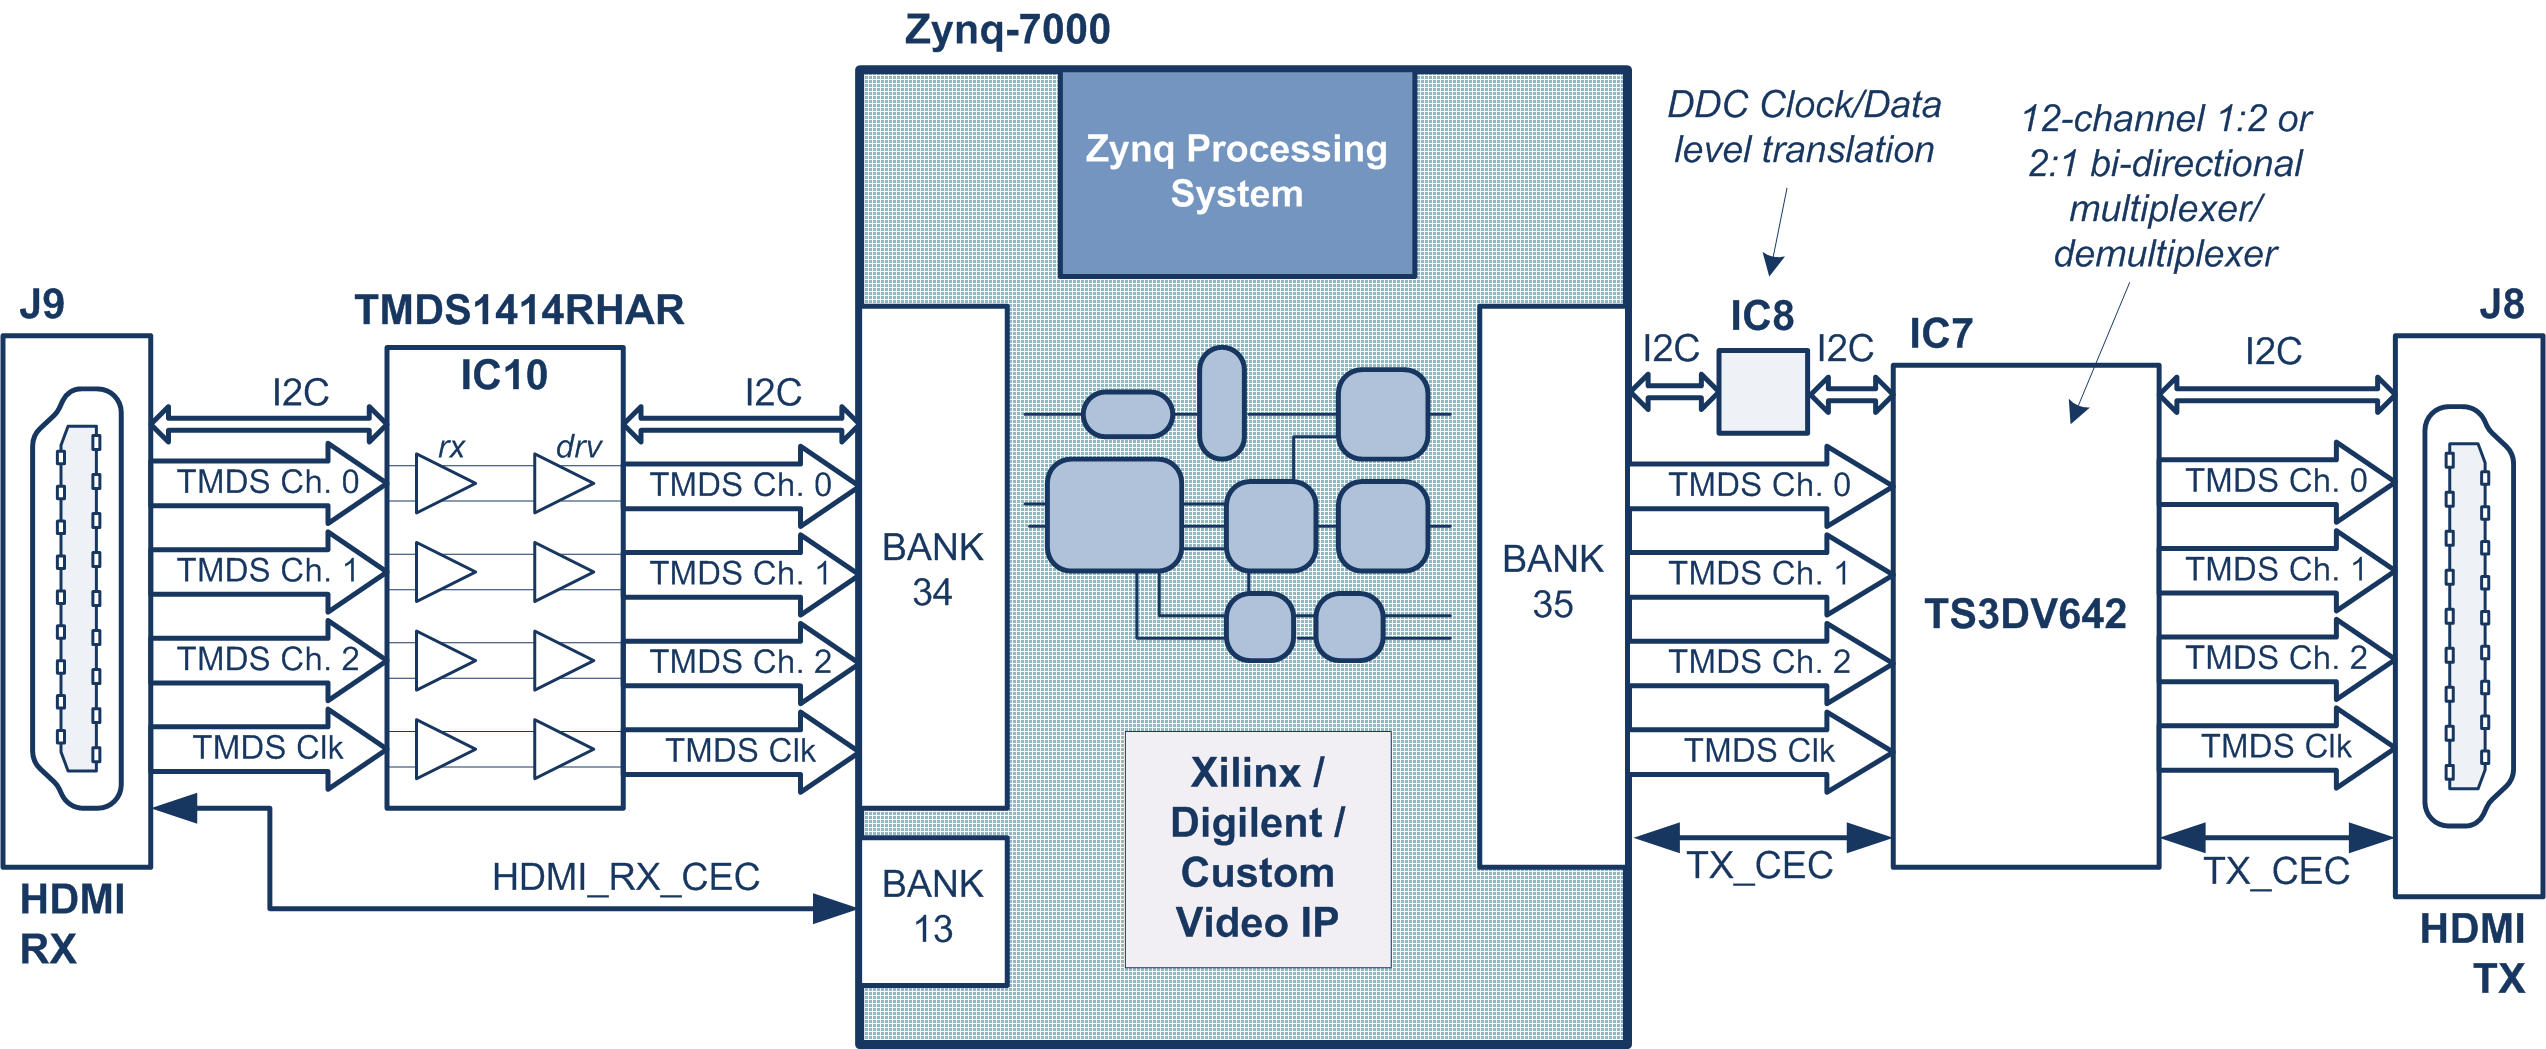 Zynq-7000
Zynq Processing
System
DDC Clock/Data
level translation
12-channel 1:2 or
2:1 bi-directional
multiplexer/
demultiplexer
J9
TMDS1414RHAR
IC10
rx
drv
I2C
TMDS Ch. 0
TMDS Ch. 1
TMDS Ch. 2
TMDS Clk
I2C
TMDS Ch. 0
TMDS Ch. 1
TMDS Ch. 2
TMDS Clk
HDMI_RX_CEC
HDMI
RX
BANK
34
BANK
13
Xilinx /
Digilent /
Custom
Video IP
BANK
35
I2C
IC8
I2C
IC7
TS3DV642
TMDS Ch. 0
TMDS Ch. 1
TMDS Ch. 2
TMDS Clk
TX_CEC
I2C
TMDS Ch. 0
TMDS Ch. 1
TMDS Ch. 2
TMDS Clk
TX_CEC
J8
HDMI
TX